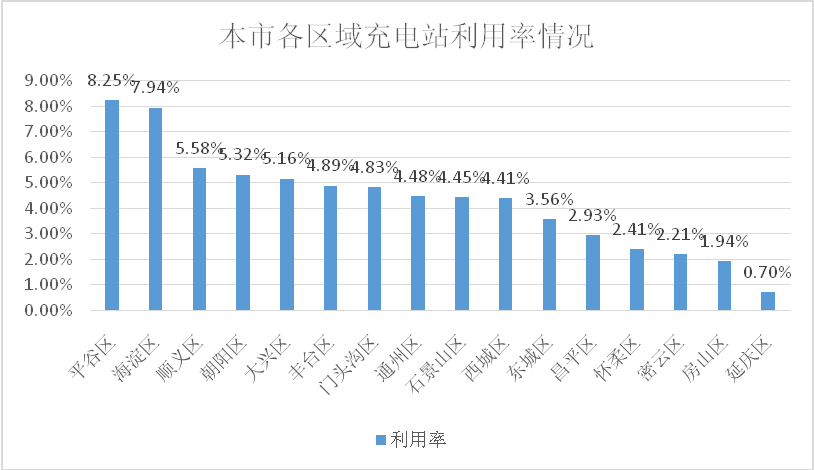 本市各区域充电站利用率情况
9.00%
8.00%
7.00%
6.00%
5.00%
4.00%
3.00%
2.00%
1.00%
0.00%
8.25%
7.94%
5.58%
5.32%
5.16%
4.89%
4.83%
4.48%
4.45%
4.41%
3.56%
2.93%
2.41%
2.21%
1.94%
0.70%
平谷区
海淀区
顺义区
朝阳区
大兴区
丰台区
门头沟区
通州区
石景山区
西城区
东城区
昌平区
怀柔区
密云区
房山区
延庆区
利用率